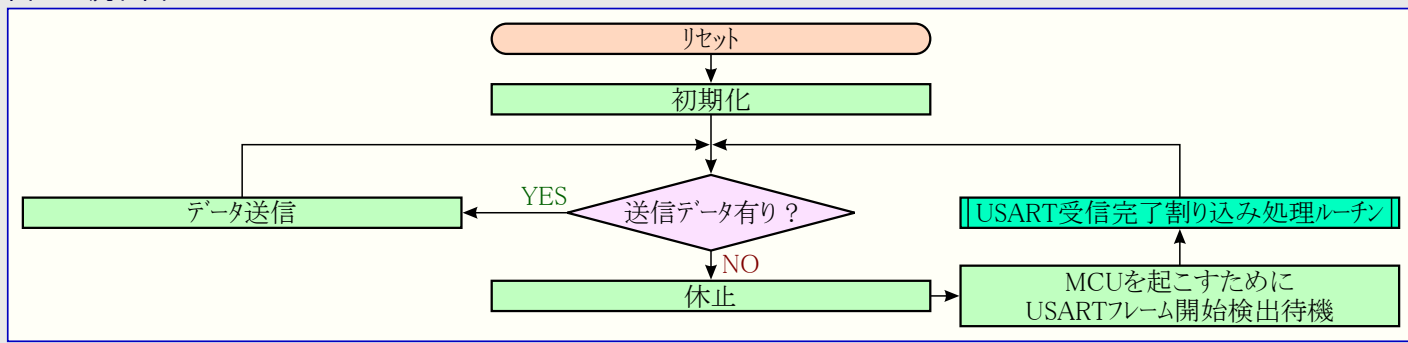 リセット
初期化
YES
データ送信
送信データ有り?
USART受信完了割り込み処理ルーチン
NO
休止
MCUを起こすために
USARTフレーム開始検出待機